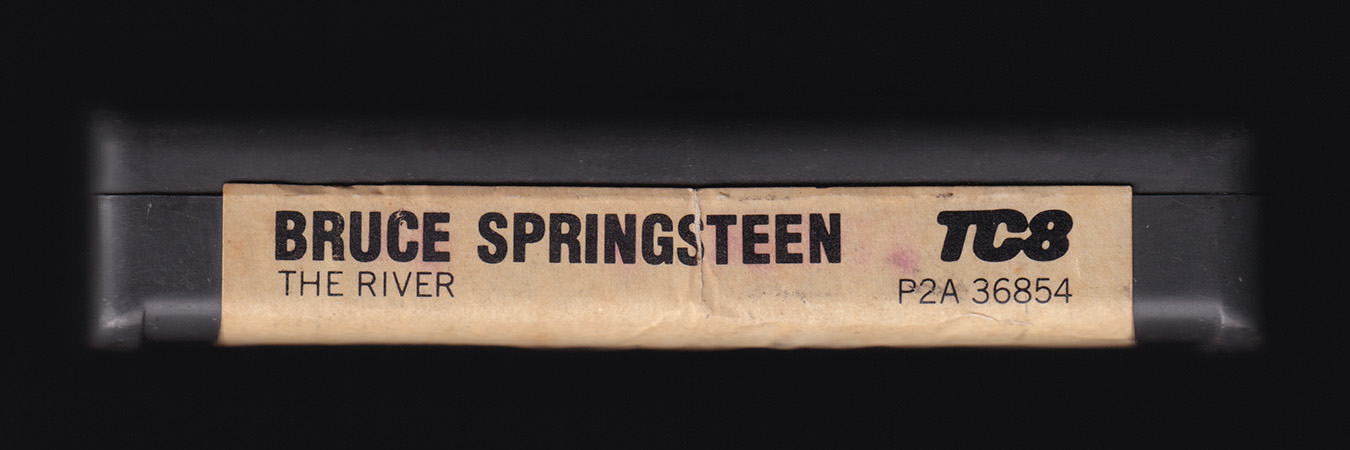 BRUCE SPRINGSTEEN TC8
THE RIVER P2A 36854